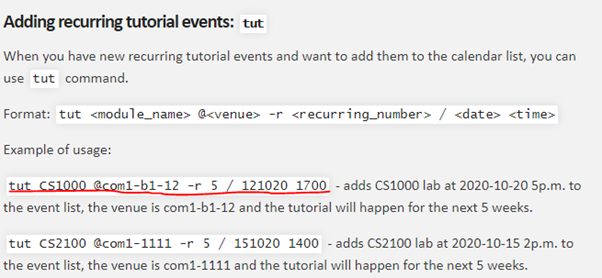 Adding recurring tutorial events: tut
When you have new recurring tutorial events and want to add them to the calendar list, you can
use tut command.
Format: tut <module_name> @<venue> -r <recurring_number> / <date> <time>
Example of usage:
tut CS1000 @com1-b1-12 -r 5 / 121020 1700 - adds CS1000 lab at 2020-10-20 5p.m. to
the event list, the venue is com1-b1-12 and the tutorial will happen for the next 5 weeks.
tut CS2100 @com1-1111 -r 5 / 151020 1400 - adds CS2100 lab at 2020-10-15 2p.m. to
the event list, the venue is com1-1111 and the tutorial will happen for the next 5 weeks.